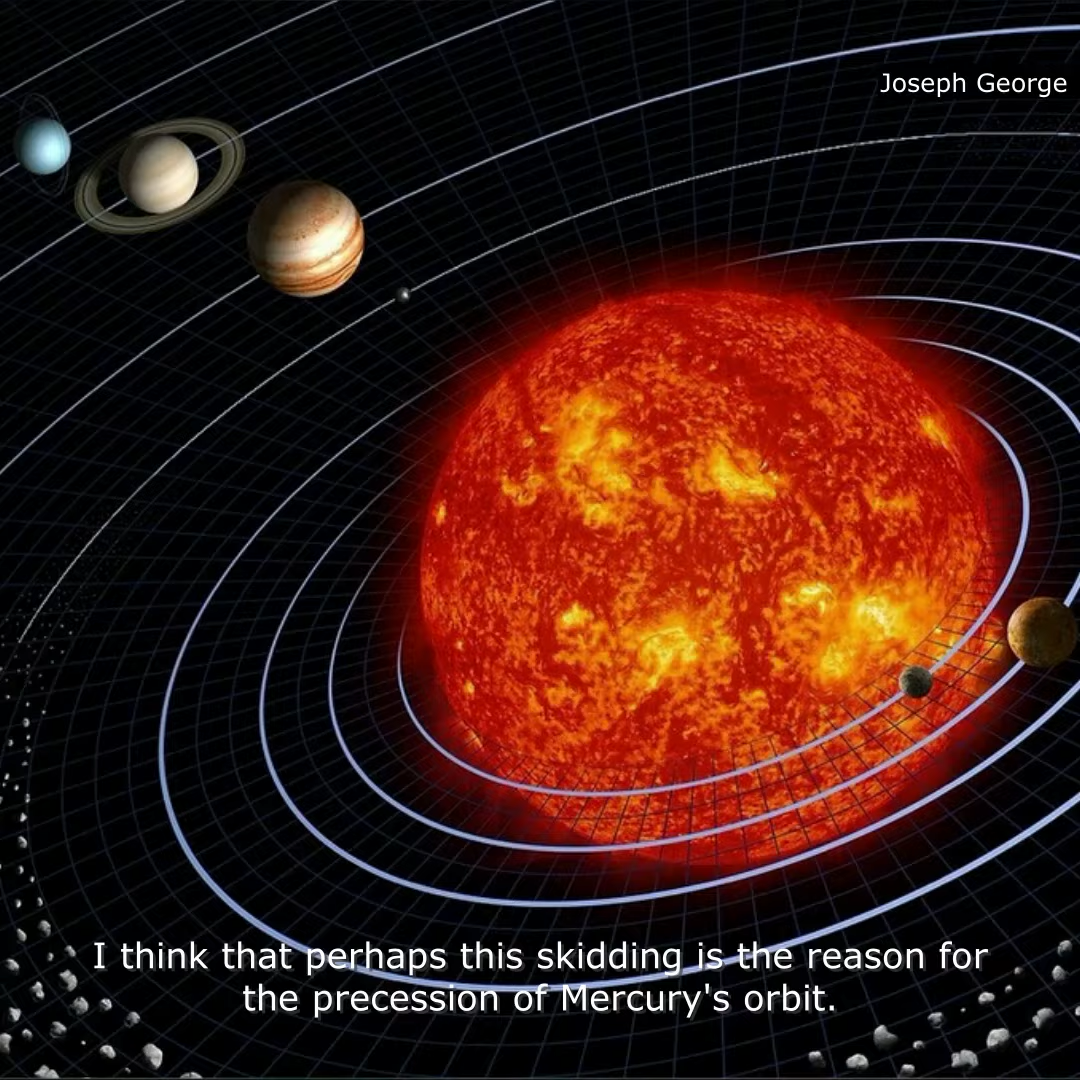 Joseph George
I think that perhaps this skidding is the reason for
the precession of Mercury's orbit.